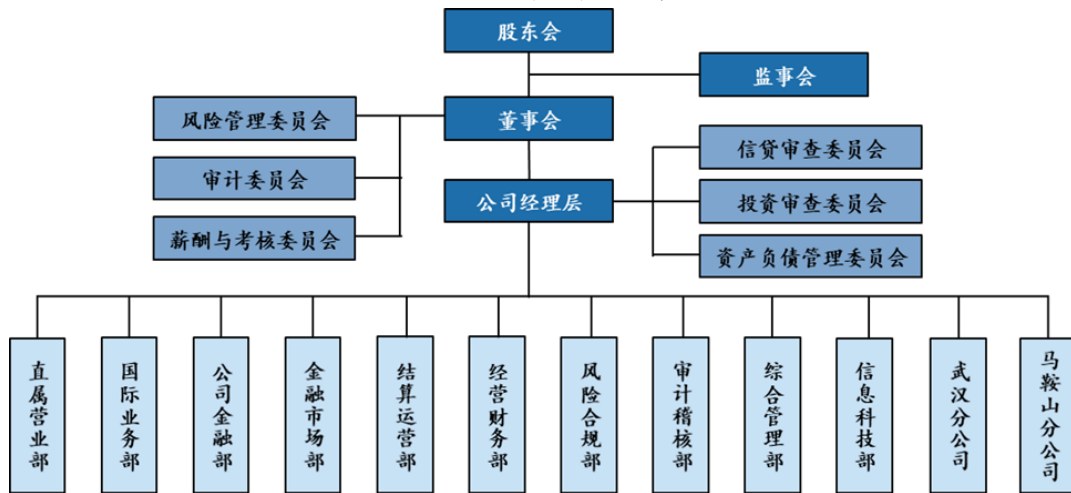 股东会
监事会
风险管理委员会
董事会
信贷审查委员会
审计委员会
公司经理层
投资审查委员会
薪酬与考核委员会
资产负债管理委员会
直属营业部
国际业务部
公司金融部
金融市场部
结算运营部
经营财务部
风险合规部
审计稽核部
综合管理部
信息科技部
武汉分公司
马鞍山分公司